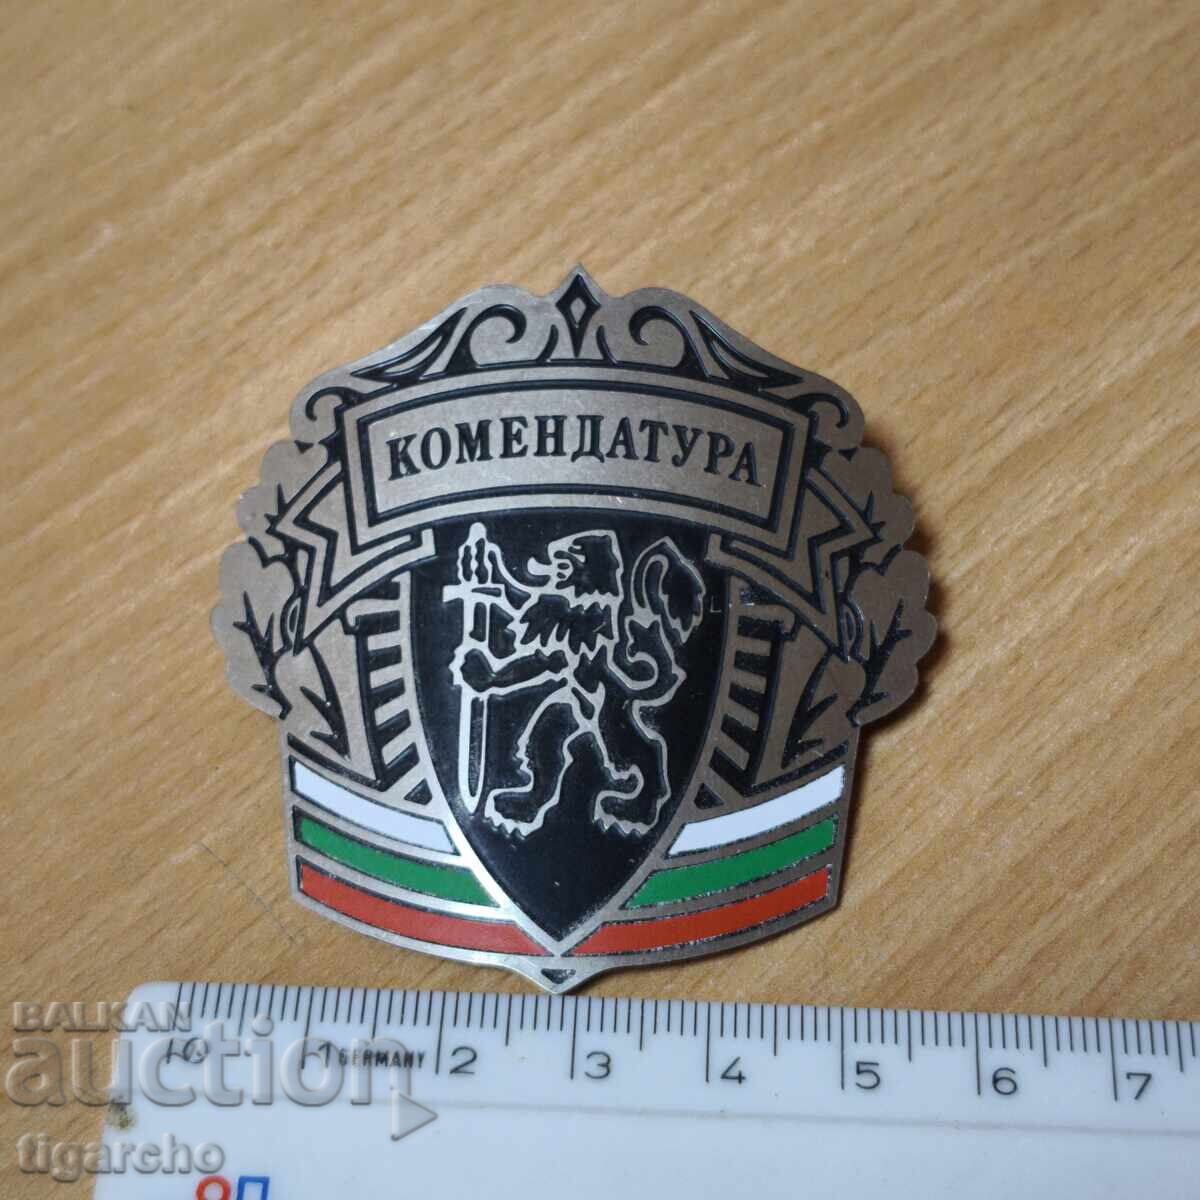 КОМЕНДАТУРА
0 1 GERMANY 2 3 4 5 6 7
BALKAN
auction
tigarcho